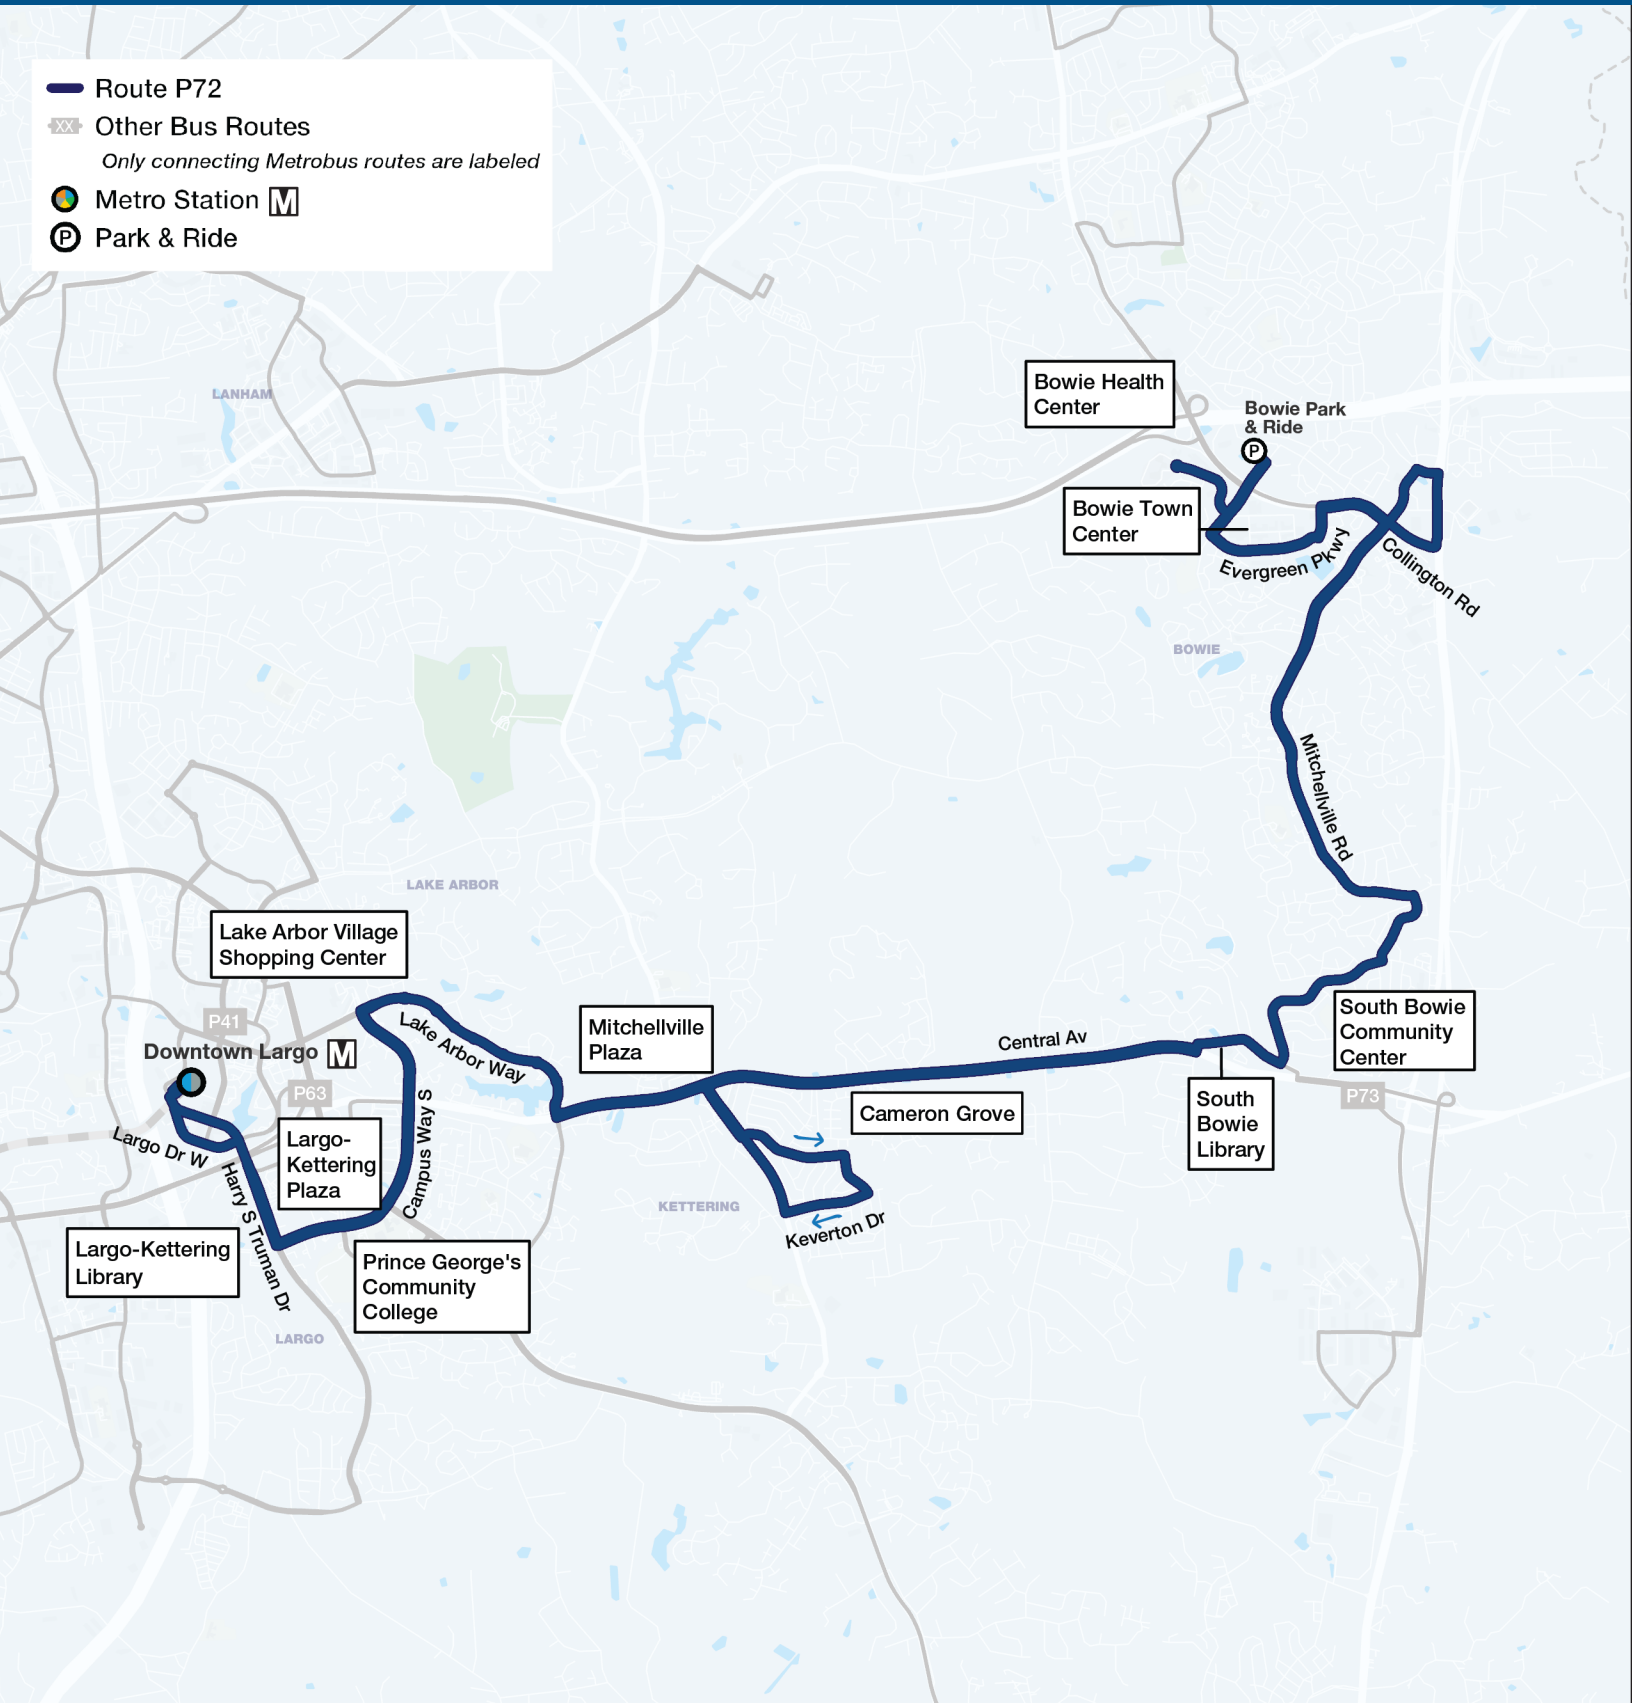 Route P72
XX Other Bus Routes
Only connecting Metrobus routes are labeled
Metro Station M
P Park & Ride
LANHAM
Bowie Health
Center
Bowie Park
& Ride
P
Bowie Town
Center
Evergreen Pkwy
Collington Rd
BOWIE
Mitchellville Rd
LAKE ARBOR
Lake Arbor Village
Shopping Center
P41
Downtown Largo M
Lake Arbor Way
Mitchellville
Plaza
Central Av
South Bowie
Community
Center
P63
P73
Cameron Grove
South
Bowie
Library
Largo Dr W
Largo-
Kettering
Plaza
Campus Way S
Harry S Truman Dr
KETTERING
Keverton Dr
Largo-Kettering
Library
Prince George's
Community
College
LARGO